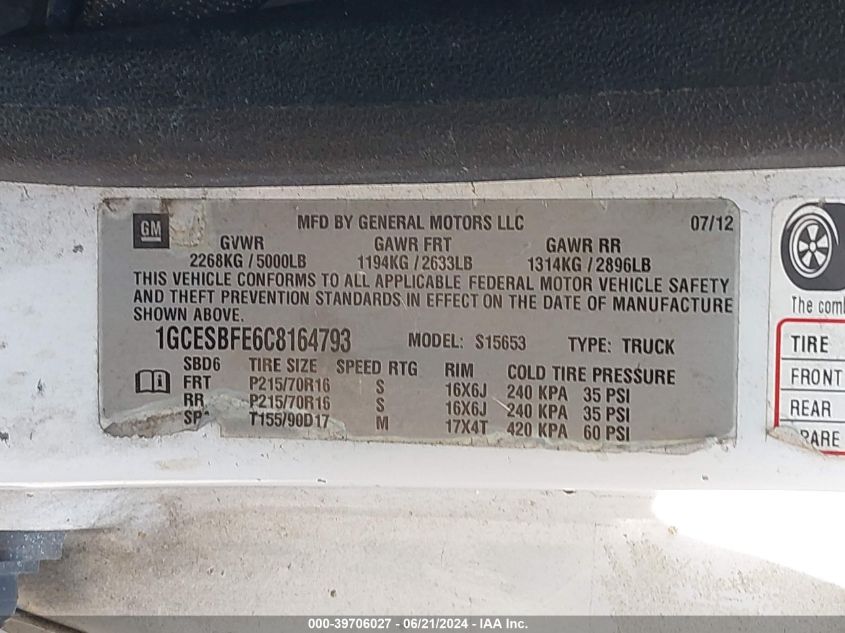 GM MFD BY GENERAL MOTORS LLC 07/12
GVWR GAWR FRT GAWR RR
2268KG / 5000LB 1194KG / 2633LB 1314KG / 2896LB
THIS VEHICLE CONFORMS TO ALL APPLICABLE FEDERAL MOTOR VEHICLE SAFETY
AND THEFT PREVENTION STANDARDS IN EFFECT ON THE DATE OF MANUFACTURE
SHOWN ABOVE.
1GCESBFE6C8164793 MODEL: S15653 TYPE: TRUCK
SBD6 TIRE SIZE SPEED RTG RIM COLD TIRE PRESSURE
FRT P215/70R16 S 16X6J 240 KPA 35 PSI
RR P215/70R16 S 16X6J 240 KPA 35 PSI
T155/90D17 M 17X4T 420 KPA 60 PSI
The
TIRE
FRONT
REAR
000-39706027 - 06/21/2024 - IAA Inc.